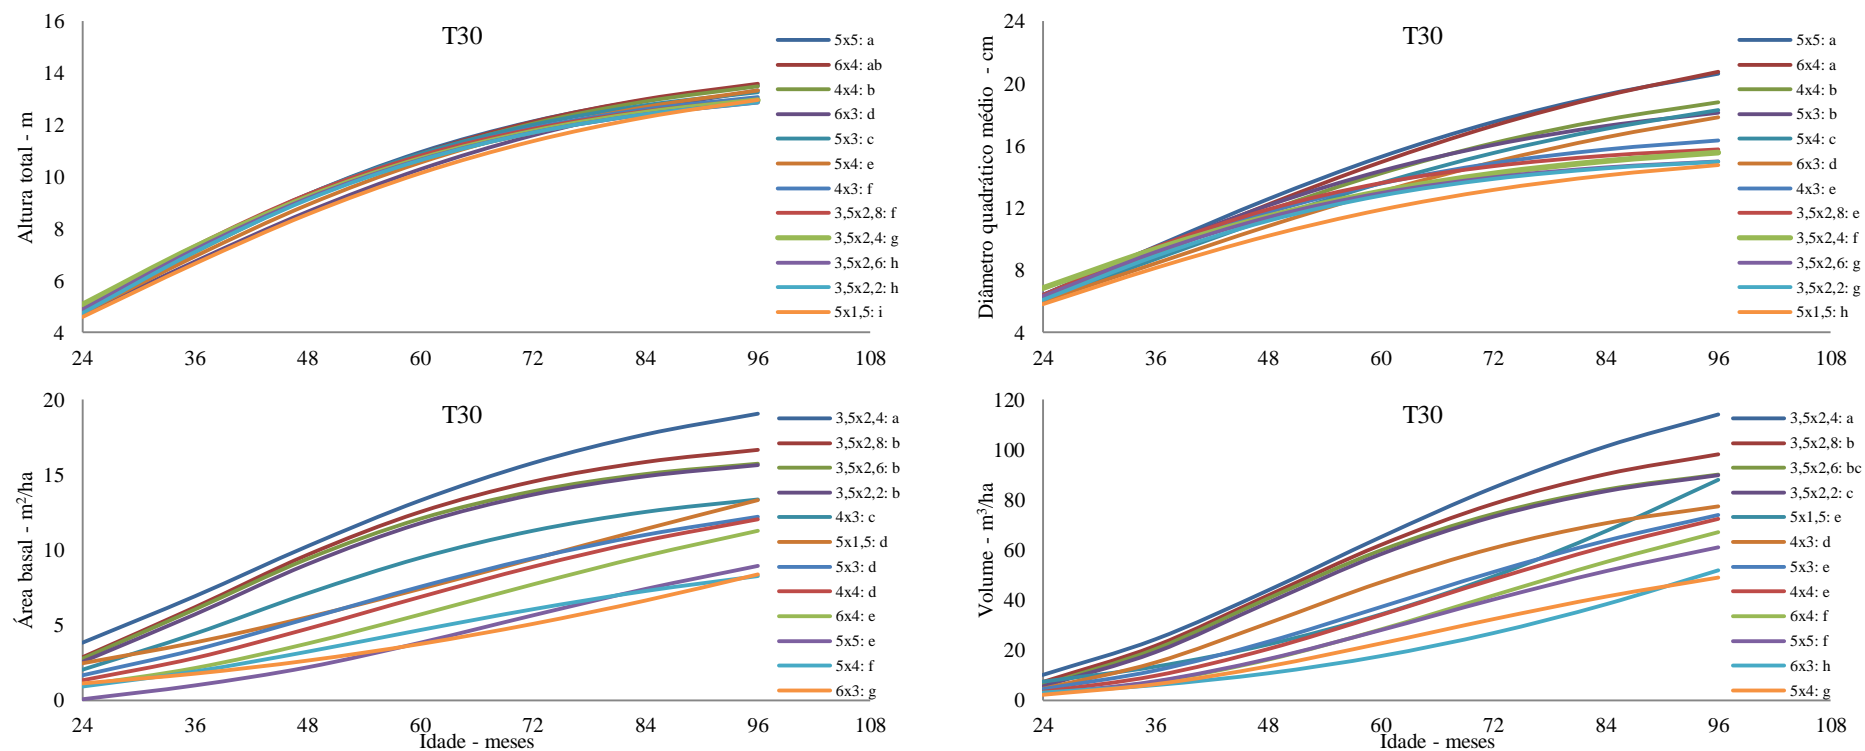 T30
Altura total - m
16
14
12
10
8
6
4
24 36 48 60 72 84 96 108
5x5: a
6x4: ab
4x4: b
6x3: d
5x3: c
5x4: e
4x3: f
3,5x2,8: f
3,5x2,4: g
3,5x2,6: h
3,5x2,2: h
5x1,5: i
T30
Diâmetro quadrático médio - cm
24
20
16
12
8
4
24 36 48 60 72 84 96 108
5x5: a
6x4: a
4x4: b
5x3: b
5x4: c
6x3: d
4x3: e
3,5x2,8: e
3,5x2,4: f
3,5x2,6: g
3,5x2,2: g
5x1,5: h
T30
Área basal - m²/ha
20
15
10
5
0
24 36 48 60 72 84 96 108
Idade - meses
3,5x2,4: a
3,5x2,8: b
3,5x2,6: b
3,5x2,2: b
4x3: c
5x1,5: d
5x3: d
4x4: d
6x4: e
5x5: e
5x4: f
6x3: g
T30
Volume - m³/ha
120
100
80
60
40
20
0
24 36 48 60 72 84 96 108
Idade - meses
3,5x2,4: a
3,5x2,8: b
3,5x2,6: bc
3,5x2,2: c
5x1,5: e
4x3: d
5x3: e
4x4: e
6x4: f
5x5: f
6x3: h
5x4: g